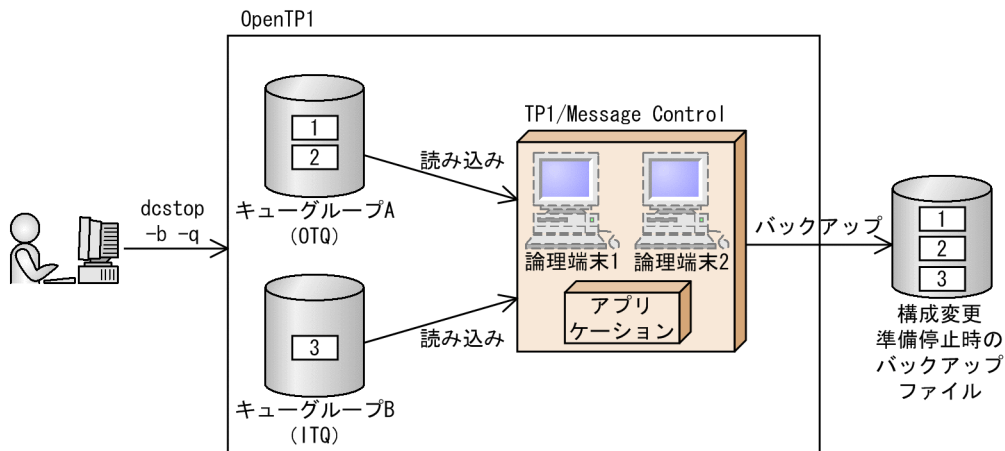 OpenTP1
dcstop
-b -q
1
2
キューグループA
(OTQ)
3
キューグループB
(ITQ)
読み込み
読み込み
TP1/Message Control
論理端末1
論理端末2
アプリ
ケーション
バックアップ
1
2
3
構成変更
準備停止時の
バックアップ
ファイル